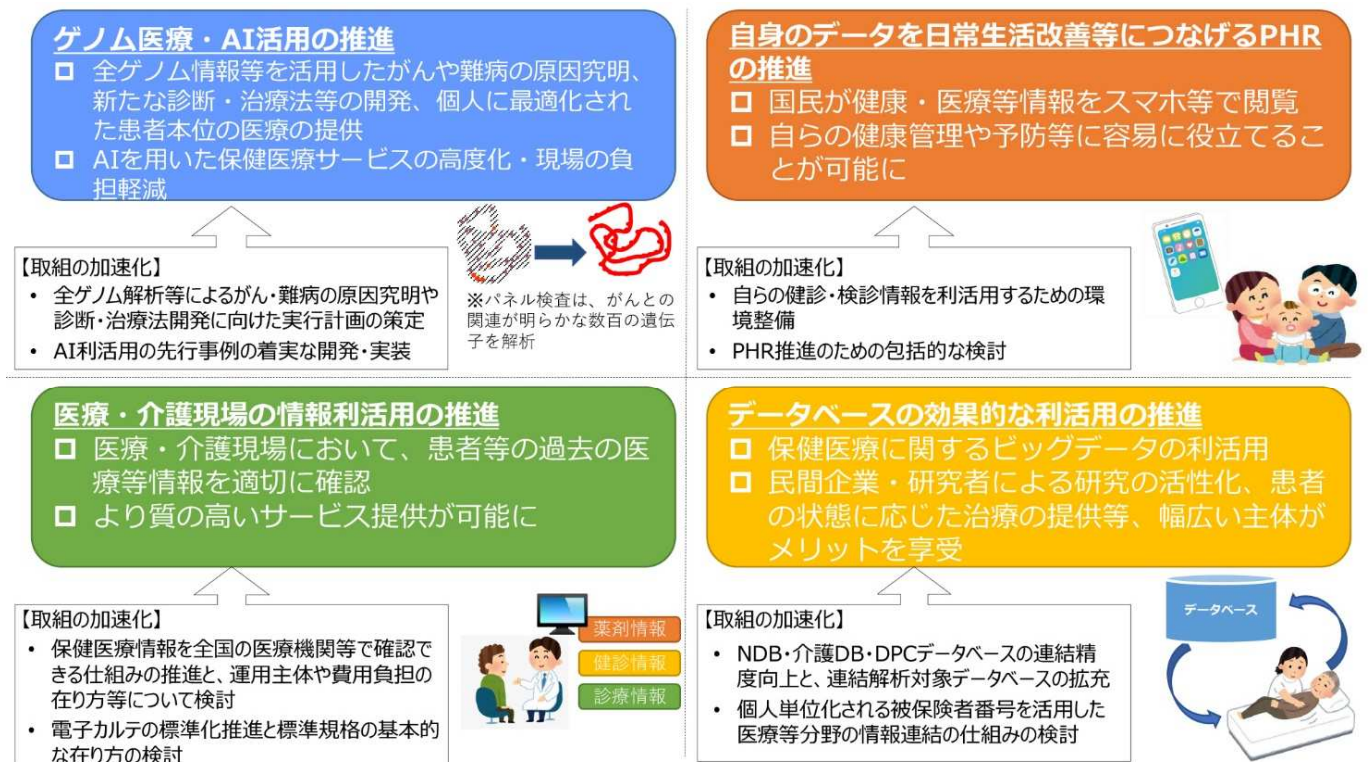 ゲノム医療・AI活用の推進
□ 全ゲノム情報等を活用したがんや難病の原因究明、
新たな診断・治療法等の開発、個人に最適化され
た患者本位の医療の提供
□ AIを用いた保健医療サービスの高度化・現場の負
担軽減
【取組の加速化】
• 全ゲノム解析等によるがん・難病の原因究明や
診断・治療法開発に向けた実行計画の策定
• AI利活用の先行事例の着実な開発・実装
※パネル検査は、がんとの
関連が明らかな数百の遺伝
子を解析
自身のデータを日常生活改善等につなげるPHR
の推進
□ 国民が健康・医療等情報をスマホ等で閲覧
□ 自らの健康管理や予防等に容易に役立てるこ
とが可能に
【取組の加速化】
• 自らの健診・検診情報を利活用するための環
境整備
• PHR推進のための包括的な検討
医療・介護現場の情報利活用の推進
□ 医療・介護現場において、患者等の過去の医
療等情報を適切に確認
□ より質の高いサービス提供が可能に
【取組の加速化】
• 保健医療情報を全国の医療機関等で確認で
きる仕組みの推進と、運用主体や費用負担の
在り方等について検討
• 電子カルテの標準化推進と標準規格の基本的
な在り方の検討
薬剤情報
健診情報
診療情報
データベースの効果的な利活用の推進
□ 保健医療に関するビッグデータの利活用
□ 民間企業・研究者による研究の活性化、患者
の状態に応じた治療の提供等、幅広い主体が
メリットを享受
【取組の加速化】
• NDB・介護DB・DPCデータベースの連結精
度向上と、連結解析対象データベースの拡充
• 個人単位化される被保険者番号を活用した
医療等分野の情報連結の仕組みの検討
データベース